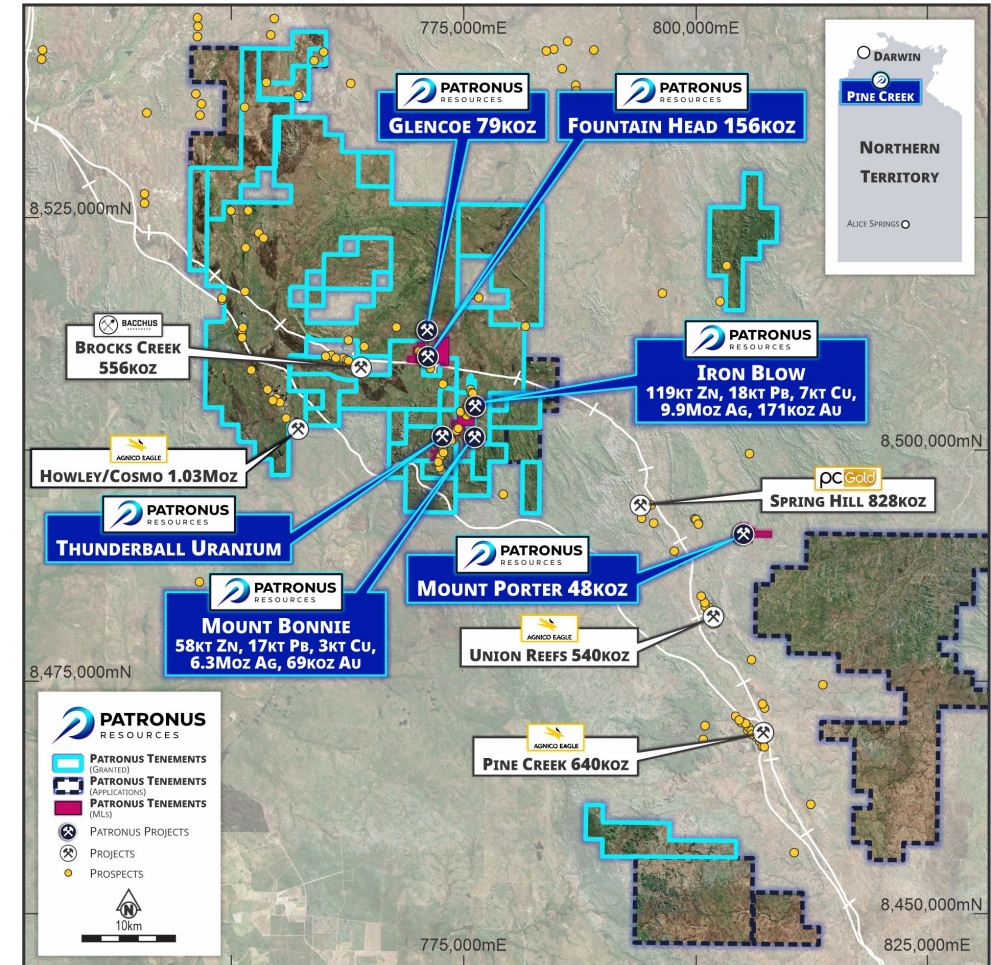 775,000mE
800,000mE
DARWIN
PINE CREEK
NORTHERN
TERRITORY
ALICE SPRINGS
PATRONUS
RESOURCES
GLENCOE 79KOZ
PATRONUS
RESOURCES
FOUNTAIN HEAD 156KOZ
8,525,000mN
BACCHUS
RESOURCES
BROCKS CREEK
556KOZ
PATRONUS
RESOURCES
IRON BLOW
119KT ZN, 18KT PB, 7KT CU,
9.9MOZ AG, 171KOZ AU
AGNICO EAGLE
HOWLEY/COSMO 1.03MOZ
8,500,000mN
pcGold
SPRING HILL 828KOZ
PATRONUS
RESOURCES
THUNDERBALL URANIUM
PATRONUS
RESOURCES
MOUNT PORTER 48KOZ
PATRONUS
RESOURCES
MOUNT BONNIE
58KT ZN, 17KT PB, 3KT CU,
6.3MOZ AG, 69KOZ AU
AGNICO EAGLE
UNION REEFS 540KOZ
8,475,000mN
AGNICO EAGLE
PINE CREEK 640KOZ
PATRONUS
RESOURCES
PATRONUS TENEMENTS
(GRANTED)
PATRONUS TENEMENTS
(APPLICATIONS)
PATRONUS TENEMENTS
(MLs)
PATRONUS PROJECTS
PROJECTS
PROSPECTS
N
10km
8,450,000mN
775,000mE
825,000mE